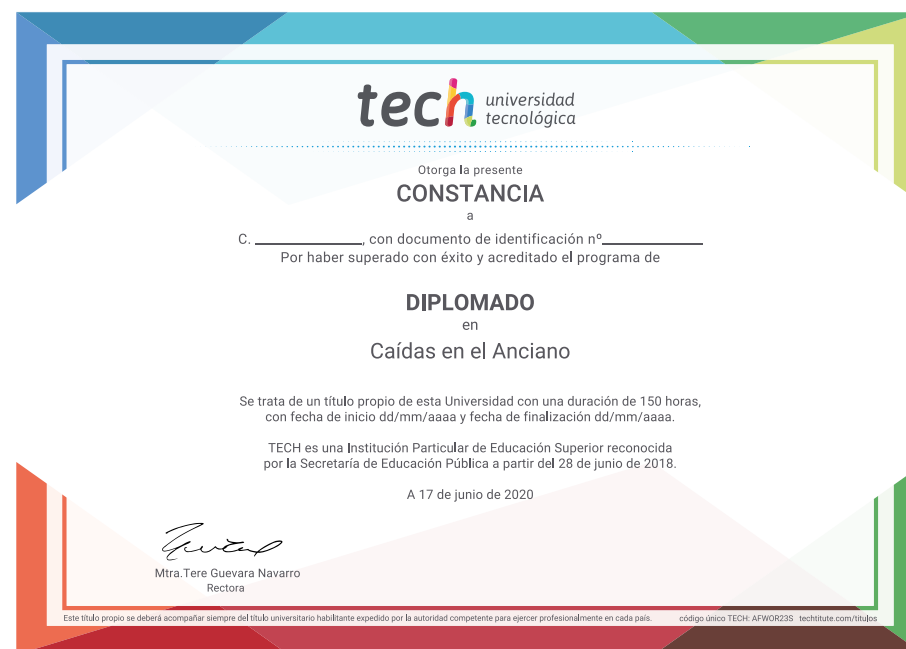 tech universidad
tecnológica
Otorga la presente
CONSTANCIA
a
C. ____________, con documento de identificación nº____________
Por haber superado con éxito y acreditado el programa de
DIPLOMADO
en
Caídas en el Anciano
Se trata de un título propio de esta Universidad con una duración de 150 horas,
con fecha de inicio dd/mm/aaaa y fecha de finalización dd/mm/aaaa.
TECH es una Institución Particular de Educación Superior reconocida
por la Secretaría de Educación Pública a partir del 28 de junio de 2018.
A 17 de junio de 2020
Mtra.Tere Guevara Navarro
Rectora
Este título propio se deberá acompañar siempre del título universitario habilitante expedido por la autoridad competente para ejercer profesionalmente en cada país. código único TECH: AFWOR23S techtitute.com/titulos